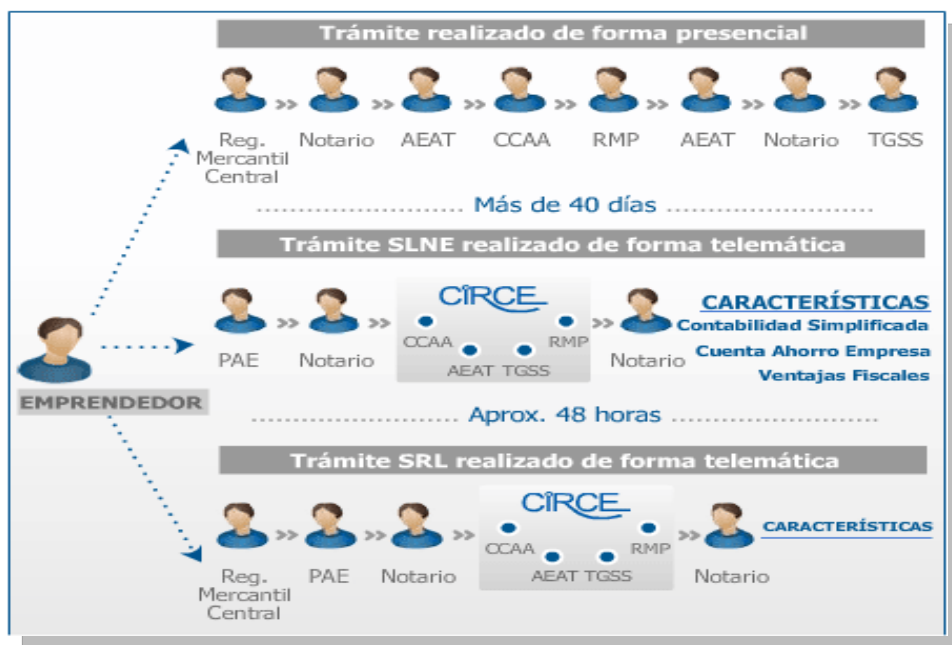 Trámite realizado de forma presencial
Reg. Mercantil Central
Notario
AEAT
CCAA
RMP
AEAT
Notario
TGSS
Más de 40 días
Trámite SLNE realizado de forma telemática
PAE
Notario
CIRCE
CCAA
AEAT
TGSS
RMP
Notario
CARACTERÍSTICAS
Contabilidad Simplificada
Cuenta Ahorro Empresa
Ventajas Fiscales
EMPRENDEDOR
Aprox. 48 horas
Trámite SRL realizado de forma telemática
Reg. Mercantil Central
PAE
Notario
CIRCE
CCAA
AEAT
TGSS
RMP
Notario
CARACTERÍSTICAS